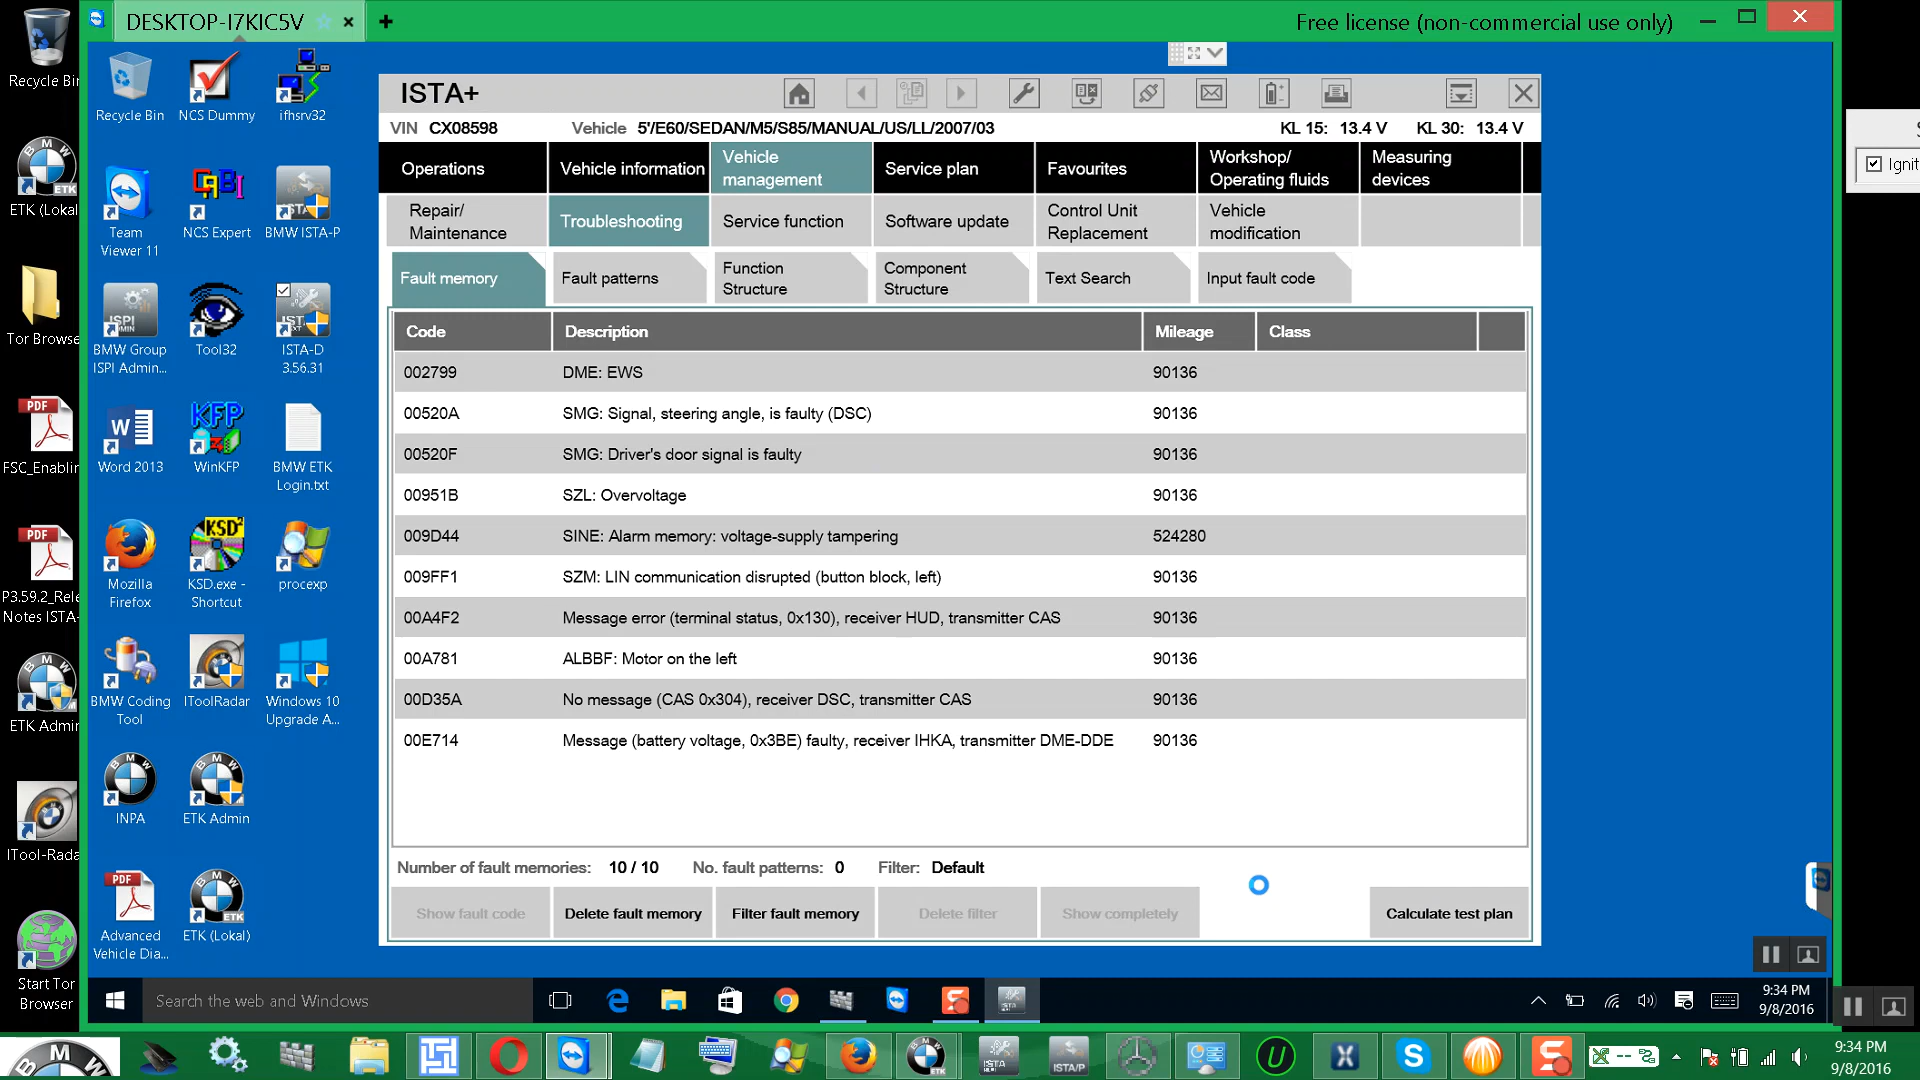 DESKTOP-I7KIC5V
Free license (non-commercial use only)
Recycle Bin
ETK (Lokal
Tor Browse
FSC_Enablin
P3.59.2_Rele
Notes ISTA-
ETK Admin
ITool-Rada
Start Tor
Browser
Recycle Bin
NCS Dummy
ifhsrv32
Team
Viewer 11
NCS Expert
BMW ISTA-P
BMW Group
ISPI Admin...
Tool32
ISTA-D
3.56.31
Word 2013
WinKFP
BMW ETK
Login.txt
Mozilla
Firefox
KSD.exe -
Shortcut
procexp
BMW Coding
Tool
IToolRadar
Windows 10
Upgrade A...
INPA
ETK Admin
Advanced
Vehicle Dia...
ETK (Lokal)
ISTA+
VIN CX08598
Vehicle 5'/E60/SEDAN/M5/S85/MANUAL/US/LL/2007/03
KL 15: 13.4 V KL 30: 13.4 V
Operations
Vehicle information
Vehicle
management
Service plan
Favourites
Workshop/
Operating fluids
Measuring
devices
Repair/
Maintenance
Troubleshooting
Service function
Software update
Control Unit
Replacement
Vehicle
modification
Fault memory
Fault patterns
Function
Structure
Component
Structure
Text Search
Input fault code
Code Description Mileage Class
002799 DME: EWS 90136
00520A SMG: Signal, steering angle, is faulty (DSC) 90136
00520F SMG: Driver's door signal is faulty 90136
00951B SZL: Overvoltage 90136
009D44 SINE: Alarm memory: voltage-supply tampering 524280
009FF1 SZM: LIN communication disrupted (button block, left) 90136
00A4F2 Message error (terminal status, 0x130), receiver HUD, transmitter CAS 90136
00A781 ALBBF: Motor on the left 90136
00D35A No message (CAS 0x304), receiver DSC, transmitter CAS 90136
00E714 Message (battery voltage, 0x3BE) faulty, receiver IHKA, transmitter DME-DDE 90136
Number of fault memories: 10 / 10 No. fault patterns: 0 Filter: Default
Show fault code
Delete fault memory
Filter fault memory
Delete filter
Show completely
Calculate test plan
Ignit
Search the web and Windows
9:34 PM
9/8/2016
9:34 PM
9/8/2016